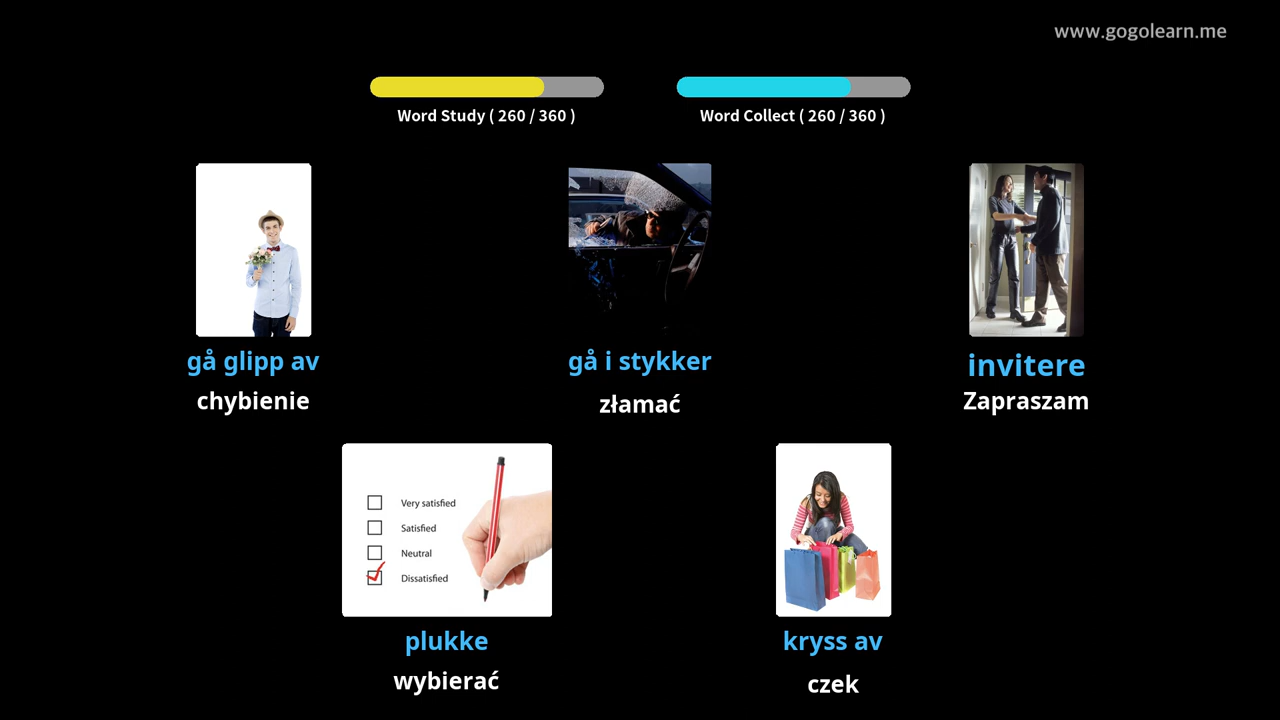 www.gogolearn.me
Word Study ( 260 / 360 )
Word Collect ( 260 / 360 )
gå glipp av
chybienie
gå i stykker
złamać
invitere
Zapraszam
Very satisfied
Satisfied
Neutral
Dissatisfied
plukke
wybierać
kryss av
czek